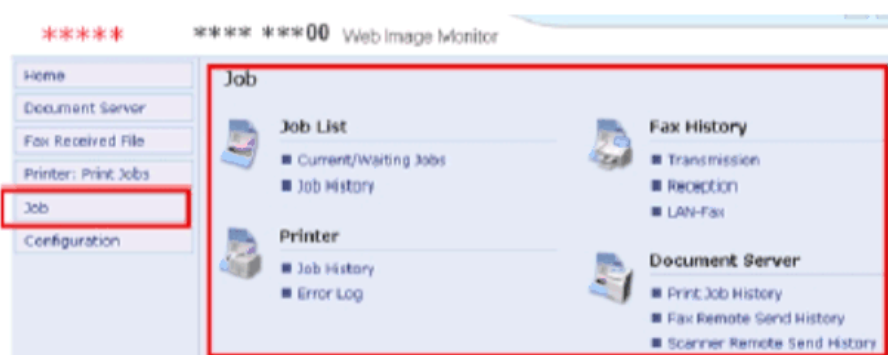 ***** **** ***00 Web Image Monitor
Home
Document Server
Fax Received File
Printer: Print Jobs
Job
Configuration
Job
Job List
Current/Waiting Jobs
Job History
Printer
Job History
Error Log
Fax History
Transmission
Reception
LAN-Fax
Document Server
Print Job History
Fax Remote Send History
Scanner Remote Send History